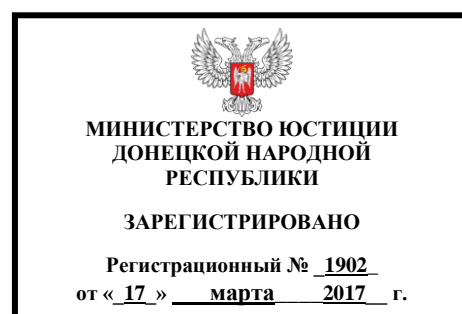 МИНИСТЕРСТВО ЮСТИЦИИ
ДОНЕЦКОЙ НАРОДНОЙ
РЕСПУБЛИКИ
ЗАРЕГИСТРИРОВАНО
Регистрационный № _1902_
от «_17_» ____марта____2017__ г.